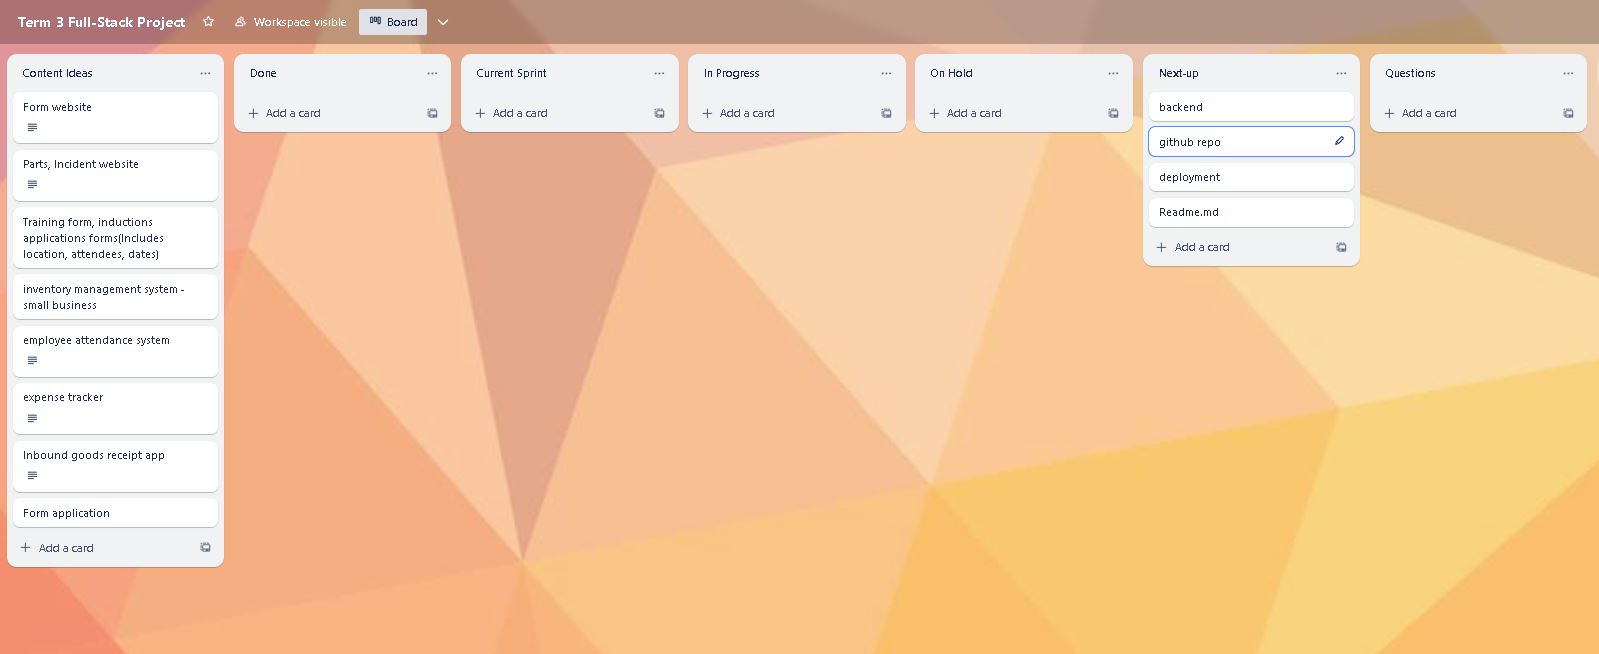 Term 3 Full-Stack Project
Workspace visible
Board
Content Ideas
Form website
Parts, Incident website
Training form, inductions
applications forms(Includes
location, attendees, dates)
inventory management system -
small business
employee attendance system
expense tracker
Inbound goods receipt app
Form application
+ Add a card
Done
+ Add a card
Current Sprint
+ Add a card
In Progress
+ Add a card
On Hold
+ Add a card
Next-up
backend
github repo
deployment
Readme.md
+ Add a card
Questions
+ Add a card